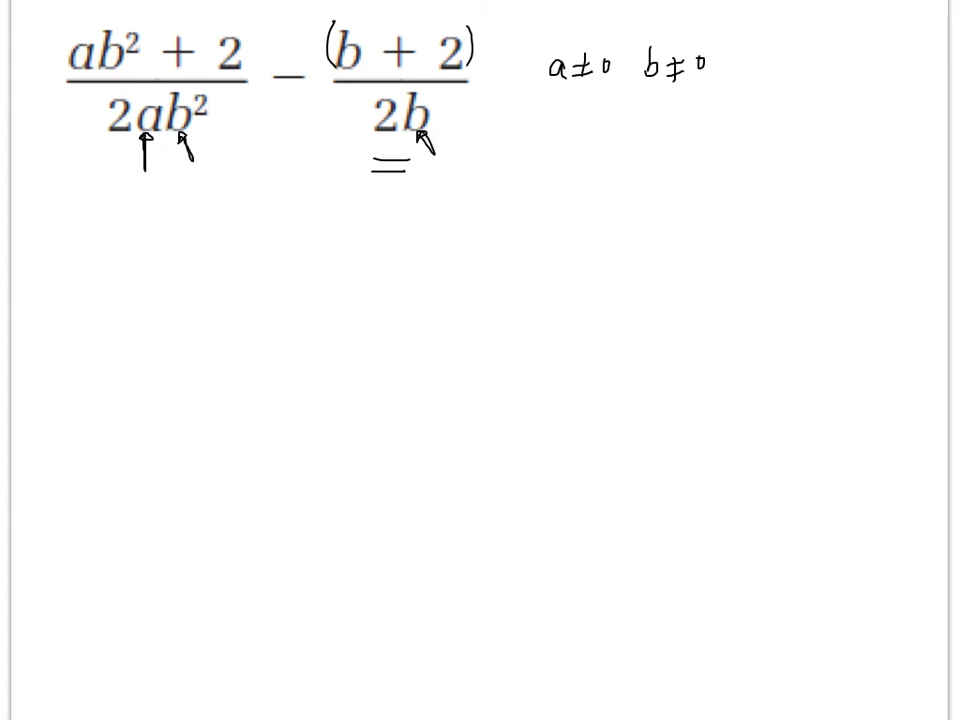 ab² + 2 / 2ab² − (b + 2) / 2b a≠0 b≠0